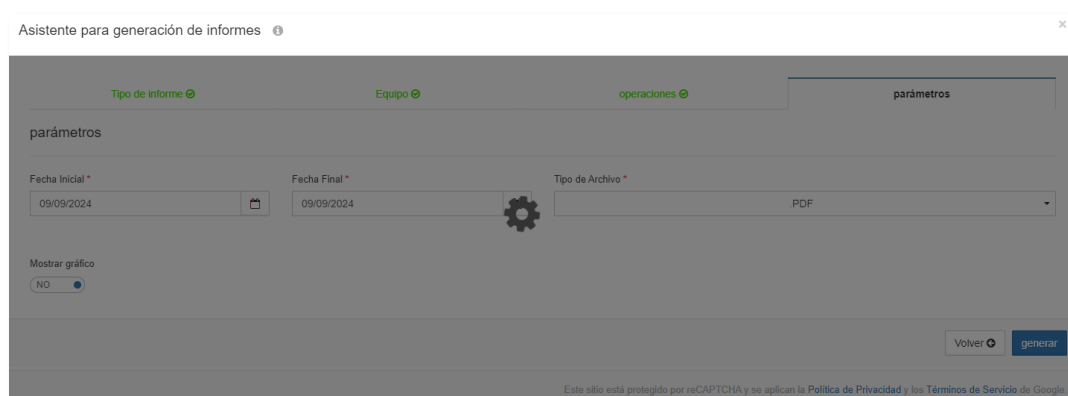 Asistente para generación de informes
Tipo de informe
Equipo
operaciones
parámetros
parámetros
Fecha Inicial *
Fecha Final *
Tipo de Archivo *
09/09/2024
09/09/2024
.PDF
Mostrar gráfico
NO
Volver
generar
Este sitio está protegido por reCAPTCHA y se aplican la Política de Privacidad y los Términos de Servicio de Google.